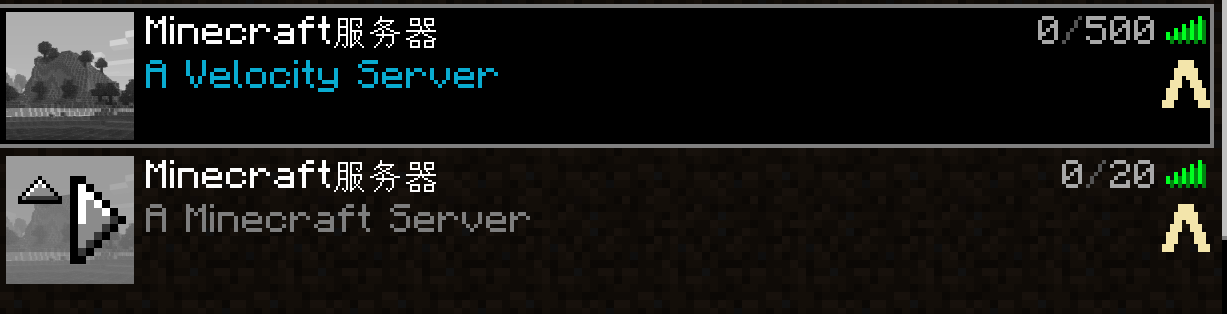 Minecraft服务器
0/500
A Velocity Server
Minecraft服务器
0/20
A Minecraft Server